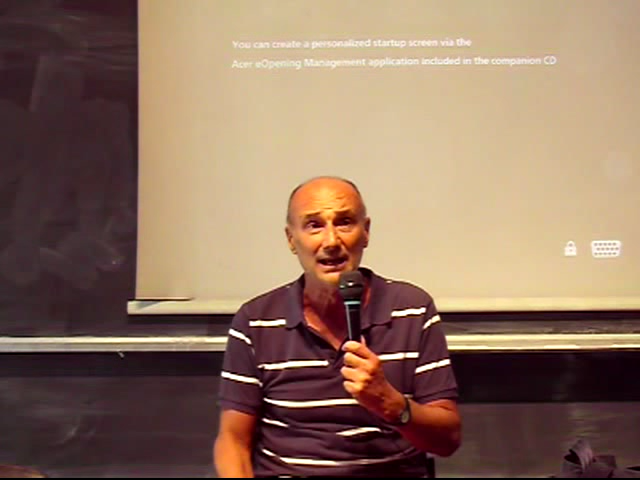 You can create a personalized startup screen via the
Acer eOpening Management application included in the companion CD